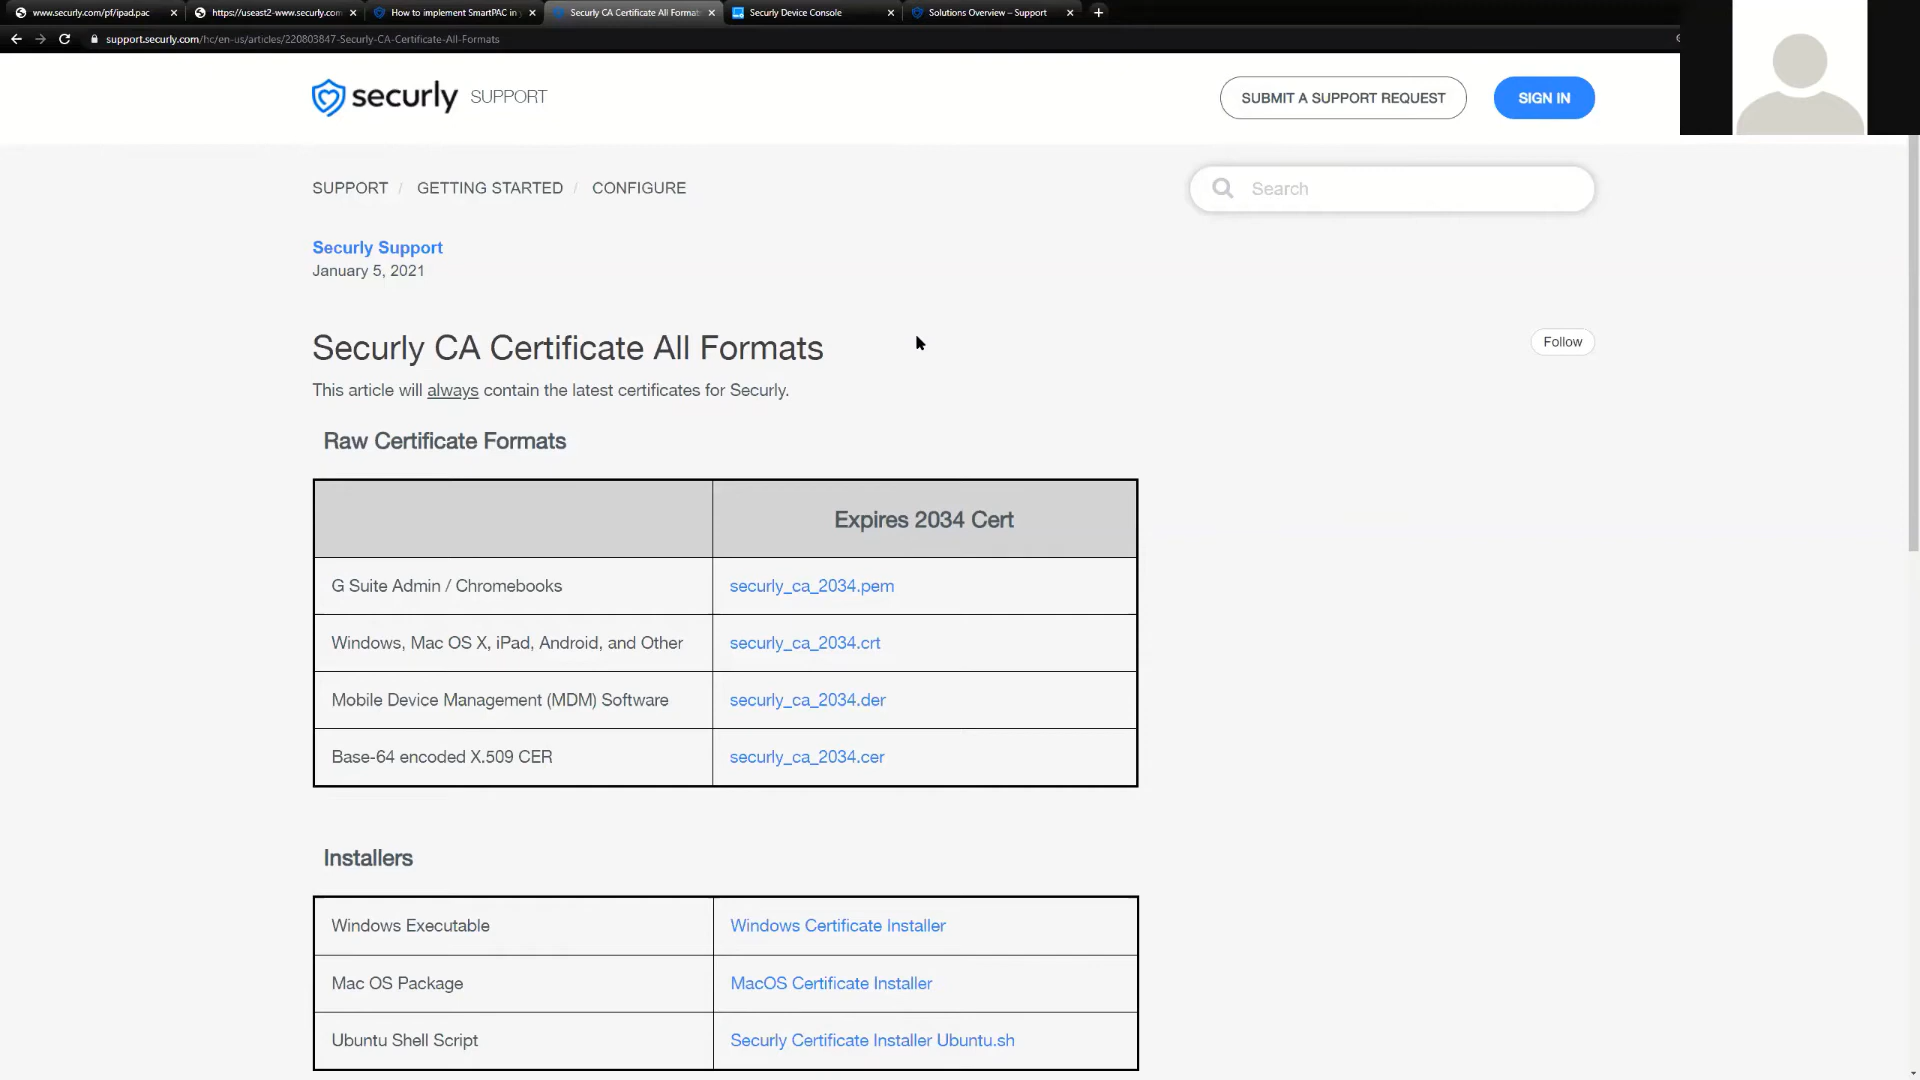 www.securly.com/pf/ipad.pac
https://useast2-www.securly.com
How to implement SmartPAC in
Securly CA Certificate All Format
Securly Device Console
Solutions Overview – Support
support.securly.com/hc/en-us/articles/220803847-Securly-CA-Certificate-All-Formats
securly SUPPORT
SUBMIT A SUPPORT REQUEST
SIGN IN
SUPPORT / GETTING STARTED / CONFIGURE
Search
Securly Support
January 5, 2021
Securly CA Certificate All Formats
Follow
This article will always contain the latest certificates for Securly.
Raw Certificate Formats
Expires 2034 Cert
G Suite Admin / Chromebooks
securly_ca_2034.pem
Windows, Mac OS X, iPad, Android, and Other
securly_ca_2034.crt
Mobile Device Management (MDM) Software
securly_ca_2034.der
Base-64 encoded X.509 CER
securly_ca_2034.cer
Installers
Windows Executable
Windows Certificate Installer
Mac OS Package
MacOS Certificate Installer
Ubuntu Shell Script
Securly Certificate Installer Ubuntu.sh